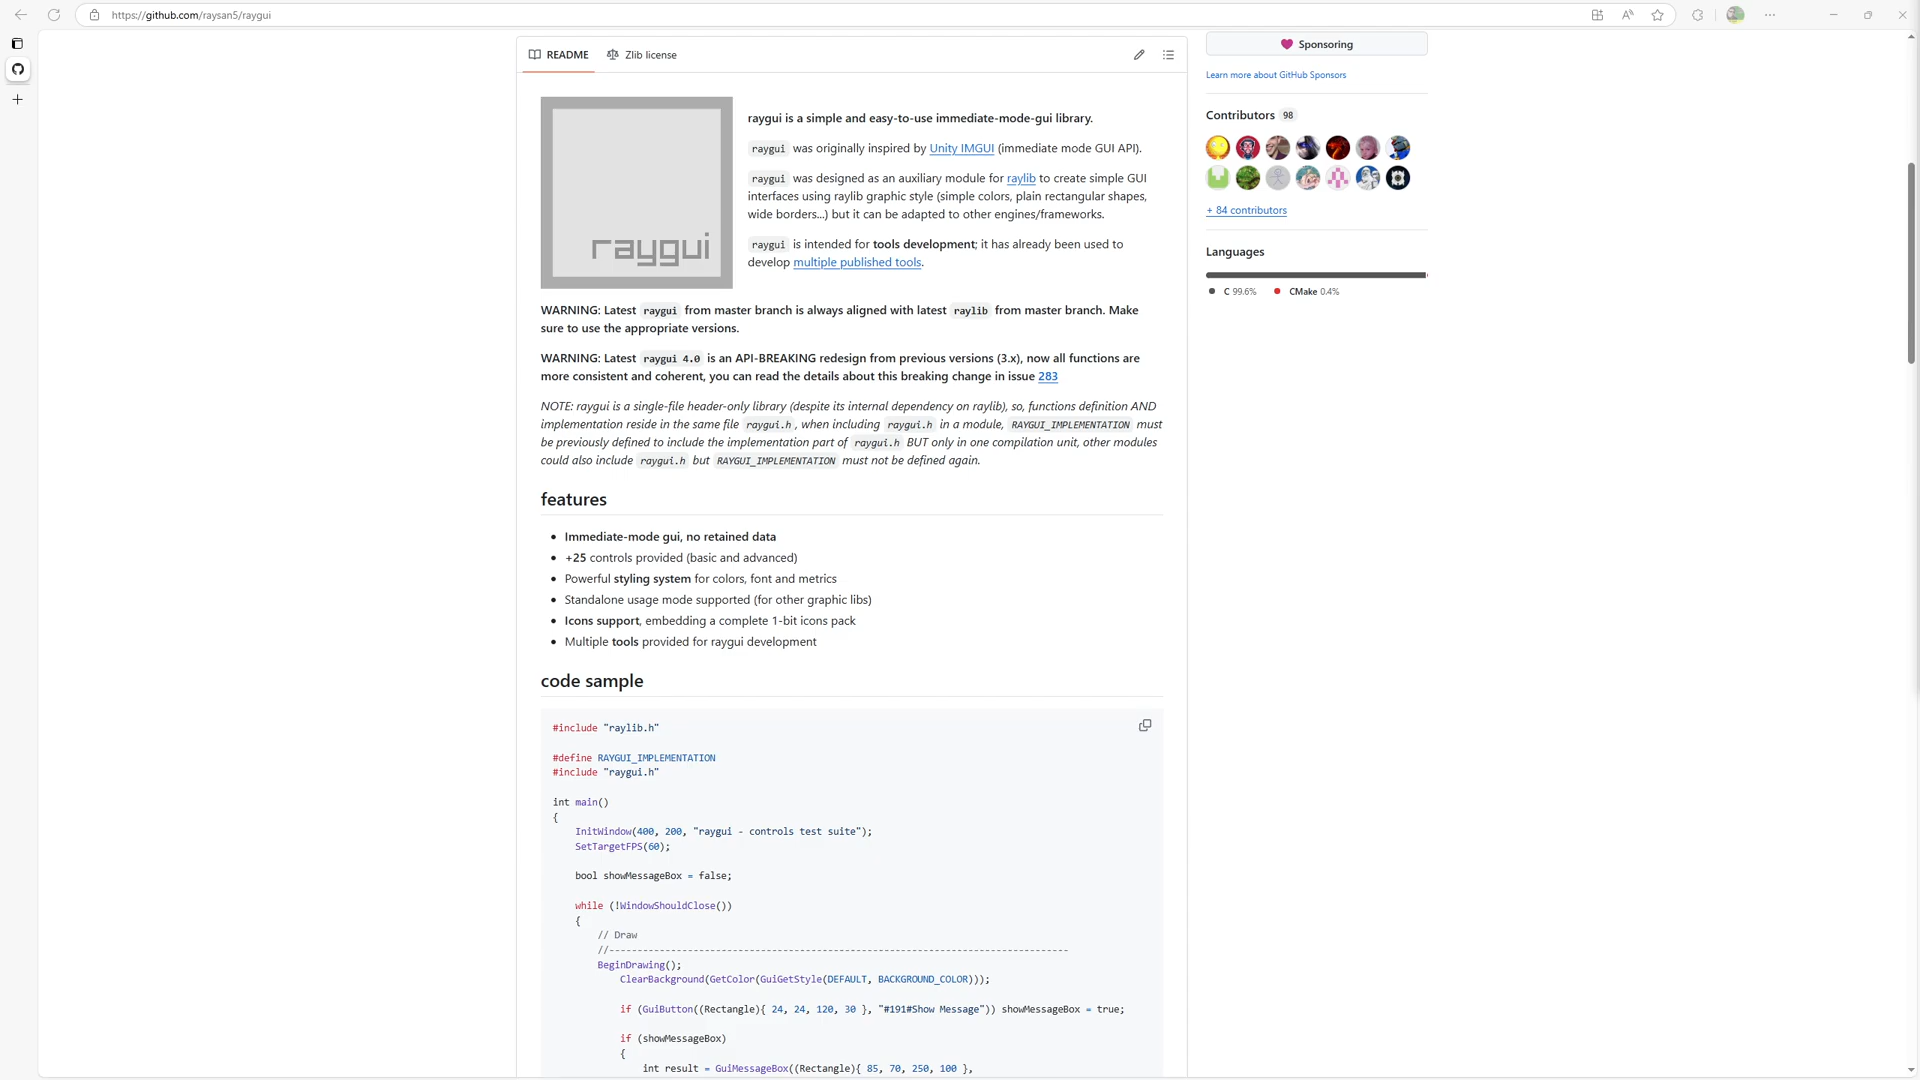 https://github.com/raysan5/raygui
README
Zlib license
Sponsoring
Learn more about GitHub Sponsors
Contributors 98
+ 84 contributors
Languages
C 99.6%
CMake 0.4%
raygui
raygui is a simple and easy-to-use immediate-mode-gui library.
raygui was originally inspired by Unity IMGUI (immediate mode GUI API).
raygui was designed as an auxiliary module for raylib to create simple GUI
interfaces using raylib graphic style (simple colors, plain rectangular shapes,
wide borders...) but it can be adapted to other engines/frameworks.
raygui is intended for tools development; it has already been used to
develop multiple published tools.
WARNING: Latest raygui from master branch is always aligned with latest raylib from master branch. Make
sure to use the appropriate versions.
WARNING: Latest raygui 4.0 is an API-BREAKING redesign from previous versions (3.x), now all functions are
more consistent and coherent, you can read the details about this breaking change in issue 283
NOTE: raygui is a single-file header-only library (despite its internal dependency on raylib), so, functions definition AND
implementation reside in the same file raygui.h, when including raygui.h in a module, RAYGUI_IMPLEMENTATION must
be previously defined to include the implementation part of raygui.h BUT only in one compilation unit, other modules
could also include raygui.h but RAYGUI_IMPLEMENTATION must not be defined again.
features
• Immediate-mode gui, no retained data
• +25 controls provided (basic and advanced)
• Powerful styling system for colors, font and metrics
• Standalone usage mode supported (for other graphic libs)
• Icons support, embedding a complete 1-bit icons pack
• Multiple tools provided for raygui development
code sample
#include "raylib.h"
#define RAYGUI_IMPLEMENTATION
#include "raygui.h"
int main()
{
InitWindow(400, 200, "raygui - controls test suite");
SetTargetFPS(60);
bool showMessageBox = false;
while (!WindowShouldClose())
{
// Draw
//----------------------------------------------------------------------------------
BeginDrawing();
ClearBackground(GetColor(GuiGetStyle(DEFAULT, BACKGROUND_COLOR)));
if (GuiButton((Rectangle){ 24, 24, 120, 30 }, "#191#Show Message")) showMessageBox = true;
if (showMessageBox)
{
int result = GuiMessageBox((Rectangle){ 85, 70, 250, 100 },